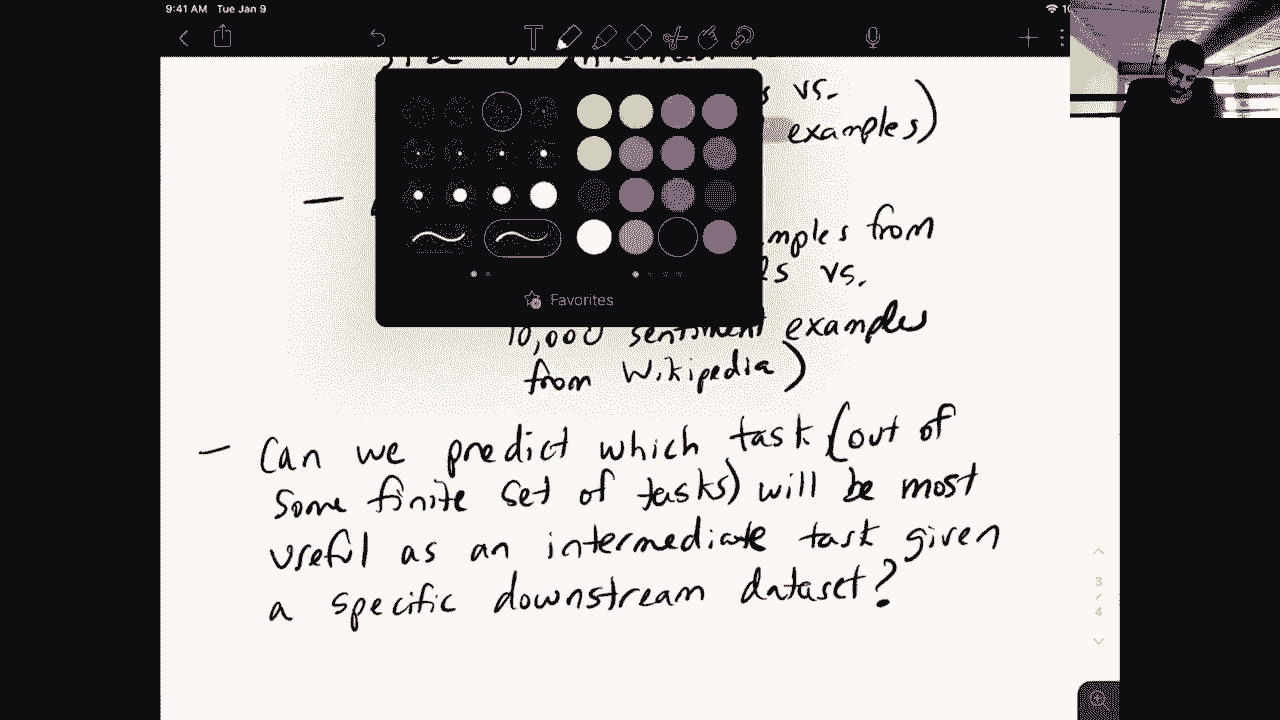 9:41 AM Tue Jan 9
vs.
examples)
from
vs.
Favorites
10,000 sentiment examples
from Wikipedia)
— Can we predict which task (out of
some finite set of tasks) will be most
useful as an intermediate task given
a specific downstream dataset?
3
4